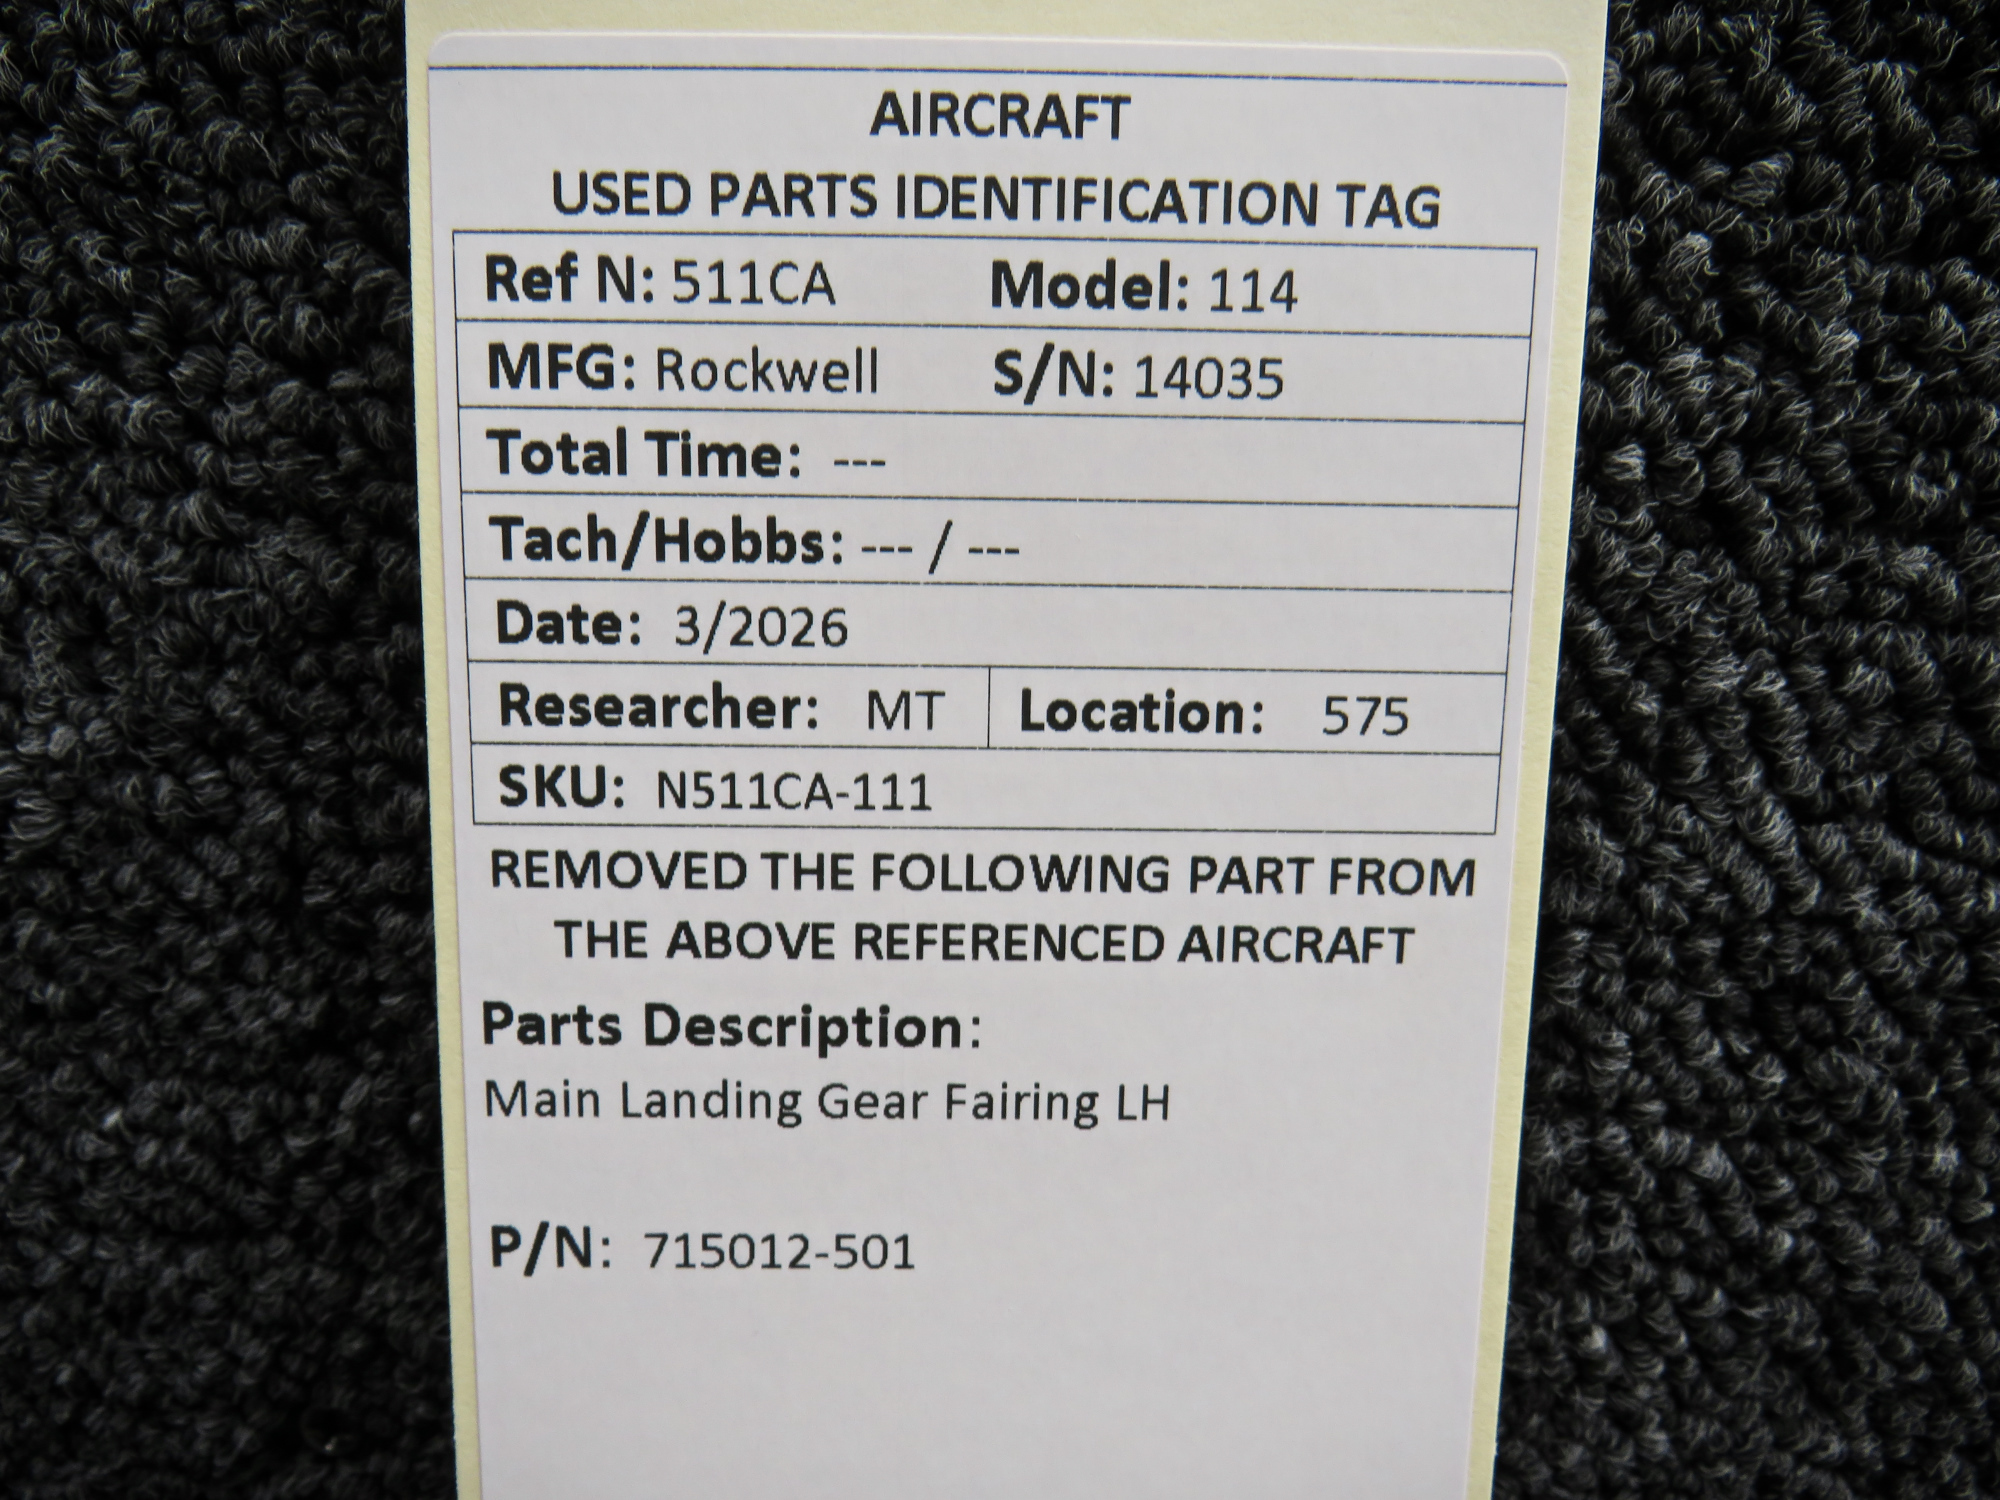 AIRCRAFT
USED PARTS IDENTIFICATION TAG
Ref N: 511CA Model: 114
MFG: Rockwell S/N: 14035
Total Time: ---
Tach/Hobbs: --- / ---
Date: 3/2026
Researcher: MT Location: 575
SKU: N511CA-111
REMOVED THE FOLLOWING PART FROM
THE ABOVE REFERENCED AIRCRAFT
Parts Description:
Main Landing Gear Fairing LH
P/N: 715012-501